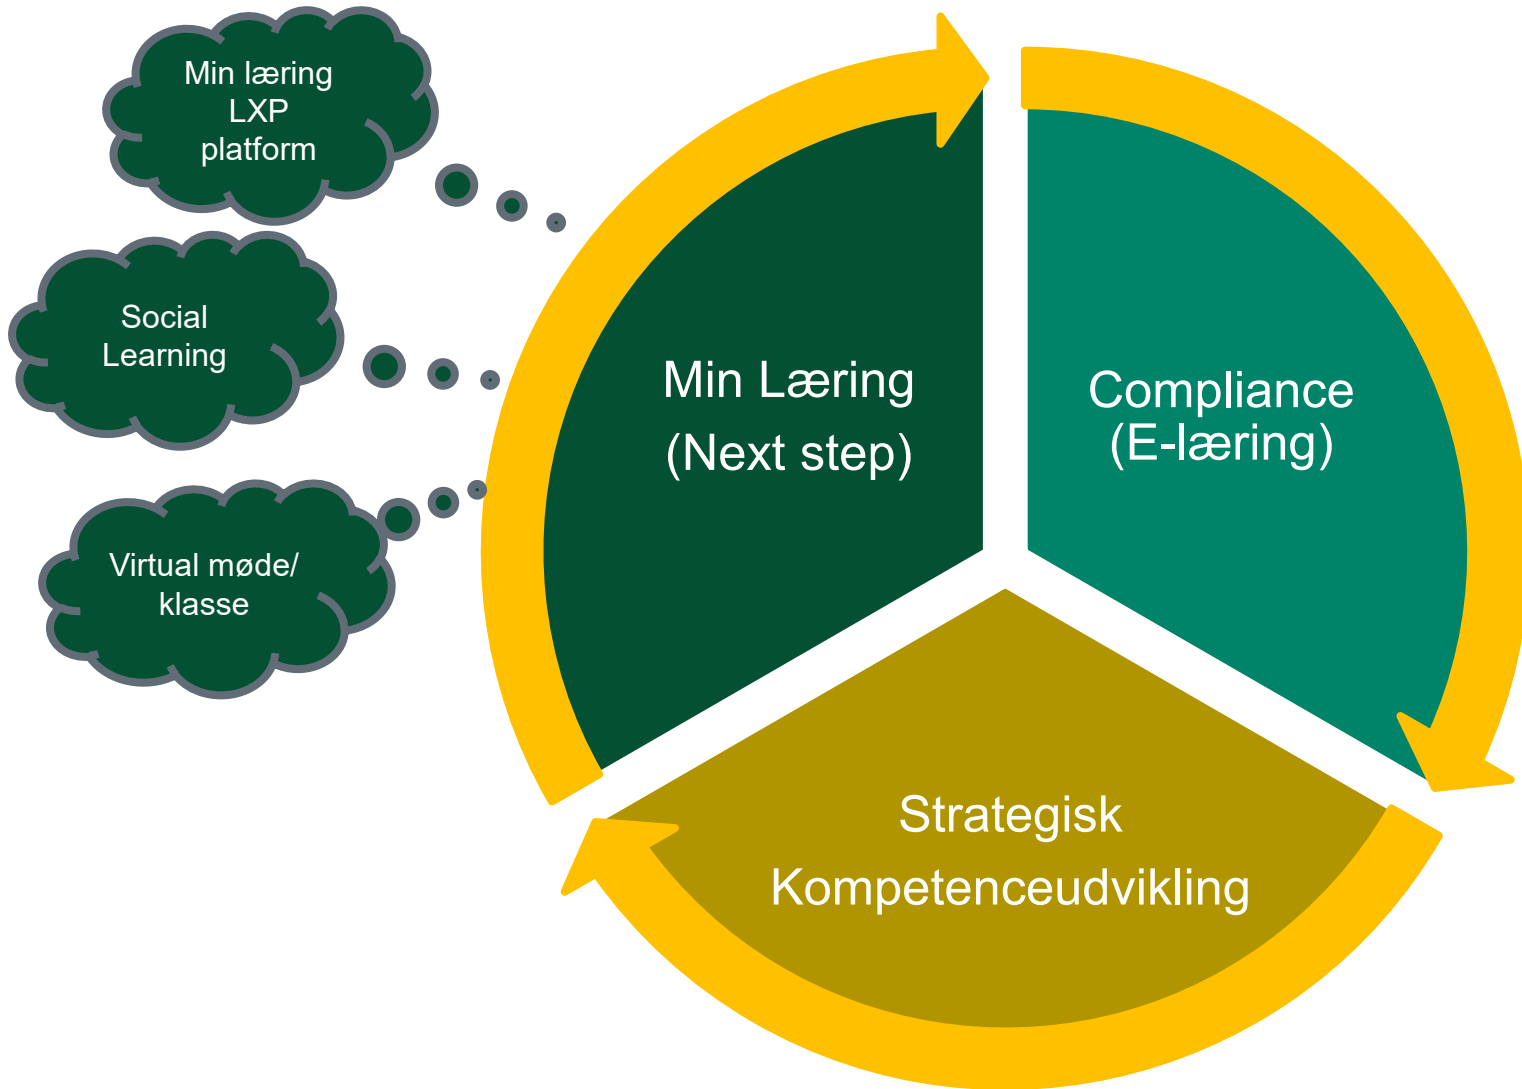 Min læring
LXP
platform
Social
Learning
Virtual møde/
klasse
Min Læring
(Next step)
Compliance
(E-læring)
Strategisk
Kompetenceudvikling